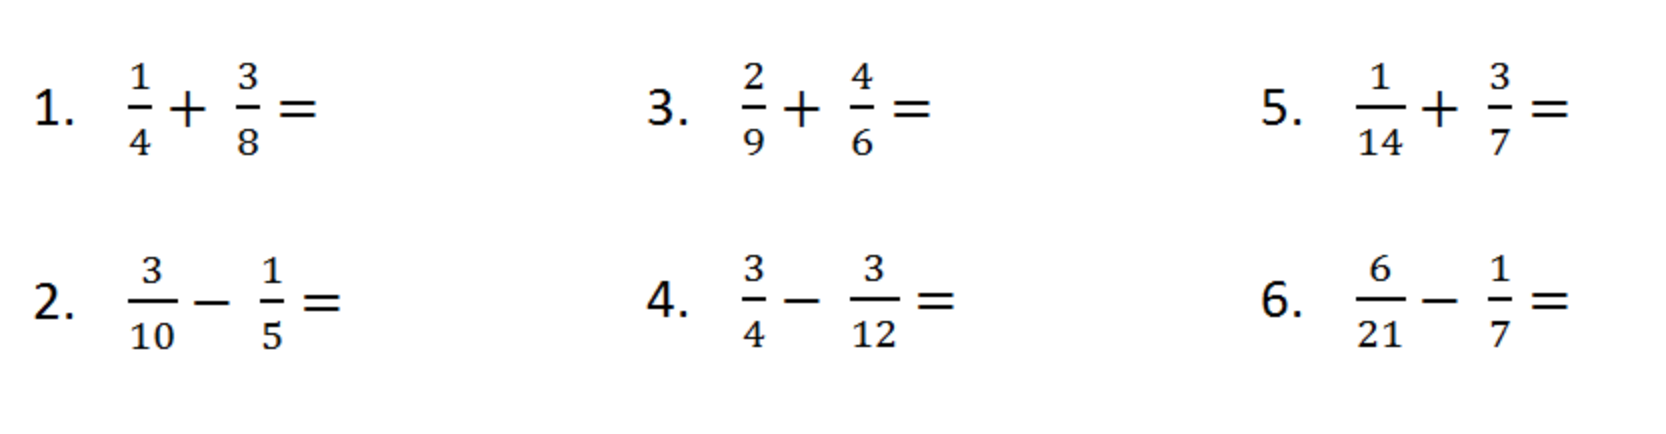 1. 1/4 + 3/8 =
3. 2/9 + 4/6 =
5. 1/14 + 3/7 =
2. 3/10 − 1/5 =
4. 3/4 − 3/12 =
6. 6/21 − 1/7 =